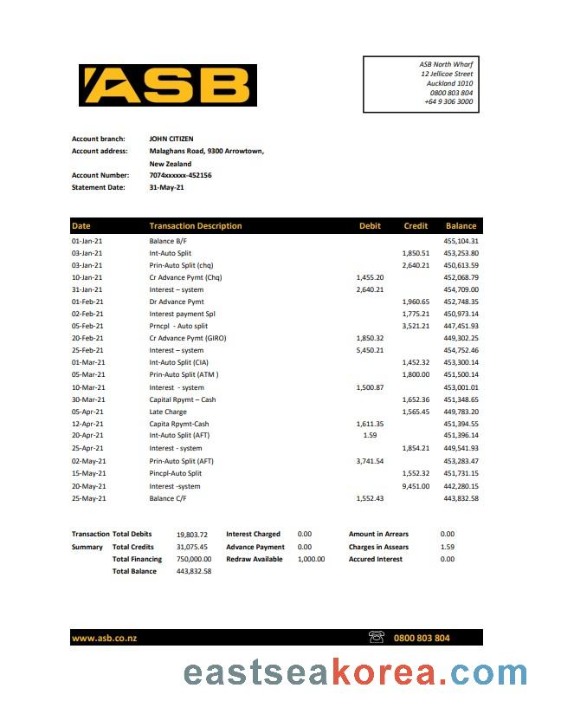 ASB
ASB North Wharf
12 Jellicoe Street
Auckland 1010
0800 803 804
+64 9 306 3000
Account branch: JOHN CITIZEN
Account address: Malaghans Road, 9300 Arrowtown,
New Zealand
Account Number: 7074xxxxxx-452156
Statement Date: 31-May-21
Date Transaction Description Debit Credit Balance
01-Jan-21 Balance B/F 455,104.31
03-Jan-21 Int-Auto Split 1,850.51 453,253.80
03-Jan-21 Prin-Auto Split (chq) 2,640.21 450,613.59
10-Jan-21 Cr Advance Pymt (Chq) 1,455.20 452,068.79
31-Jan-21 Interest – system 2,640.21 454,709.00
01-Feb-21 Dr Advance Pymt 1,960.65 452,748.35
02-Feb-21 Interest payment Spl 1,775.21 450,973.14
05-Feb-21 Prncpl - Auto split 3,521.21 447,451.93
20-Feb-21 Cr Advance Pymt (GIRO) 1,850.32 449,302.25
25-Feb-21 Interest – system 5,450.21 454,752.46
01-Mar-21 Int-Auto Split (CIA) 1,452.32 453,300.14
05-Mar-21 Prin-Auto Split (ATM ) 1,800.00 451,500.14
10-Mar-21 Interest - system 1,500.87 453,001.01
30-Mar-21 Capital Rpymt – Cash 1,652.36 451,348.65
05-Apr-21 Late Charge 1,565.45 449,783.20
12-Apr-21 Capita Rpymt-Cash 1,611.35 451,394.55
20-Apr-21 Int-Auto Split (AFT) 1.59 451,396.14
25-Apr-21 Interest - system 1,854.21 449,541.93
02-May-21 Prin-Auto Split (AFT) 3,741.54 453,283.47
15-May-21 Pincpl-Auto Split 1,552.32 451,731.15
20-May-21 Interest -system 9,451.00 442,280.15
25-May-21 Balance C/F 1,552.43 443,832.58
Transaction Total Debits 19,803.72 Interest Charged 0.00 Amount in Arrears 0.00
Summary Total Credits 31,075.45 Advance Payment 0.00 Charges in Assears 1.59
Total Financing 750,000.00 Redraw Available 1,000.00 Accured Interest 0.00
Total Balance 443,832.58
www.asb.co.nz 0800 803 804
eastseakorea.com